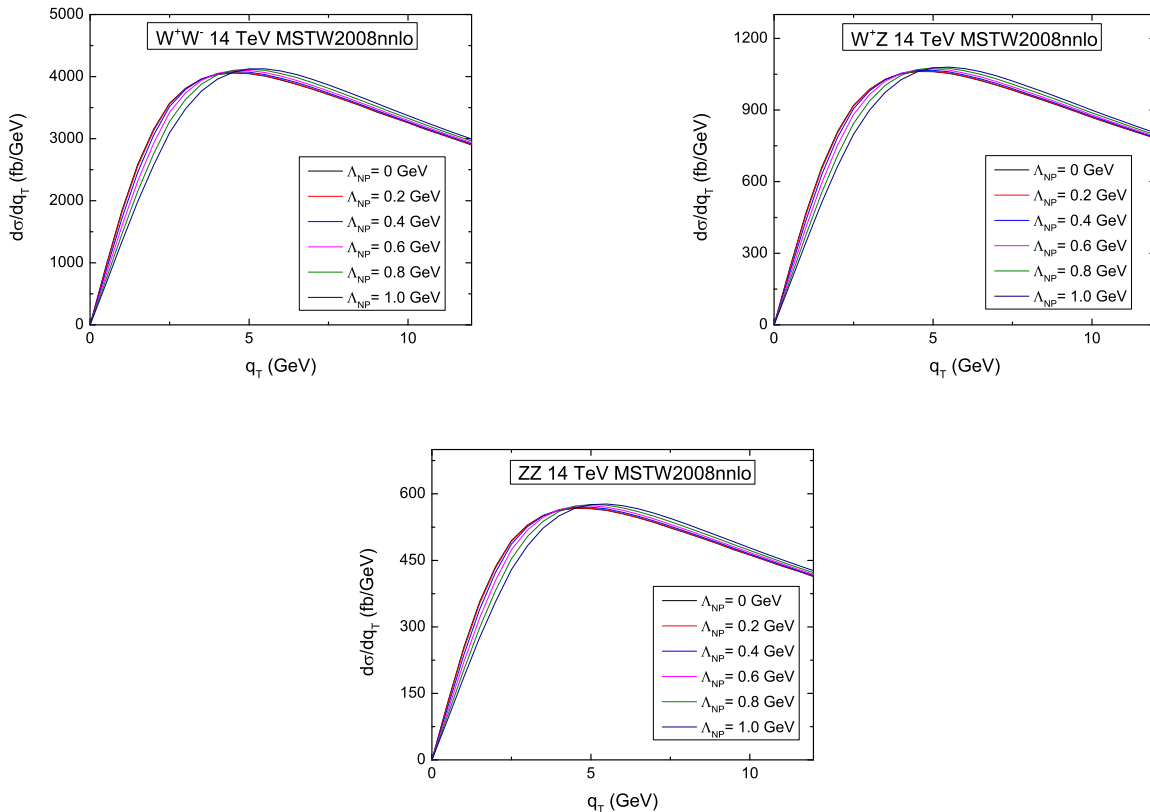 W⁺W⁻ 14 TeV MSTW2008nnlo
5000
4000
3000
2000
1000
0
dσ/dq_T (fb/GeV)
Λ_NP= 0 GeV
Λ_NP= 0.2 GeV
Λ_NP= 0.4 GeV
Λ_NP= 0.6 GeV
Λ_NP= 0.8 GeV
Λ_NP= 1.0 GeV
0 5 10
q_T (GeV)
W⁺Z 14 TeV MSTW2008nnlo
1200
900
600
300
0
dσ/dq_T (fb/GeV)
Λ_NP= 0 GeV
Λ_NP= 0.2 GeV
Λ_NP= 0.4 GeV
Λ_NP= 0.6 GeV
Λ_NP= 0.8 GeV
Λ_NP= 1.0 GeV
0 5 10
q_T (GeV)
ZZ 14 TeV MSTW2008nnlo
600
450
300
150
0
dσ/dq_T (fb/GeV)
Λ_NP= 0 GeV
Λ_NP= 0.2 GeV
Λ_NP= 0.4 GeV
Λ_NP= 0.6 GeV
Λ_NP= 0.8 GeV
Λ_NP= 1.0 GeV
0 5 10
q_T (GeV)